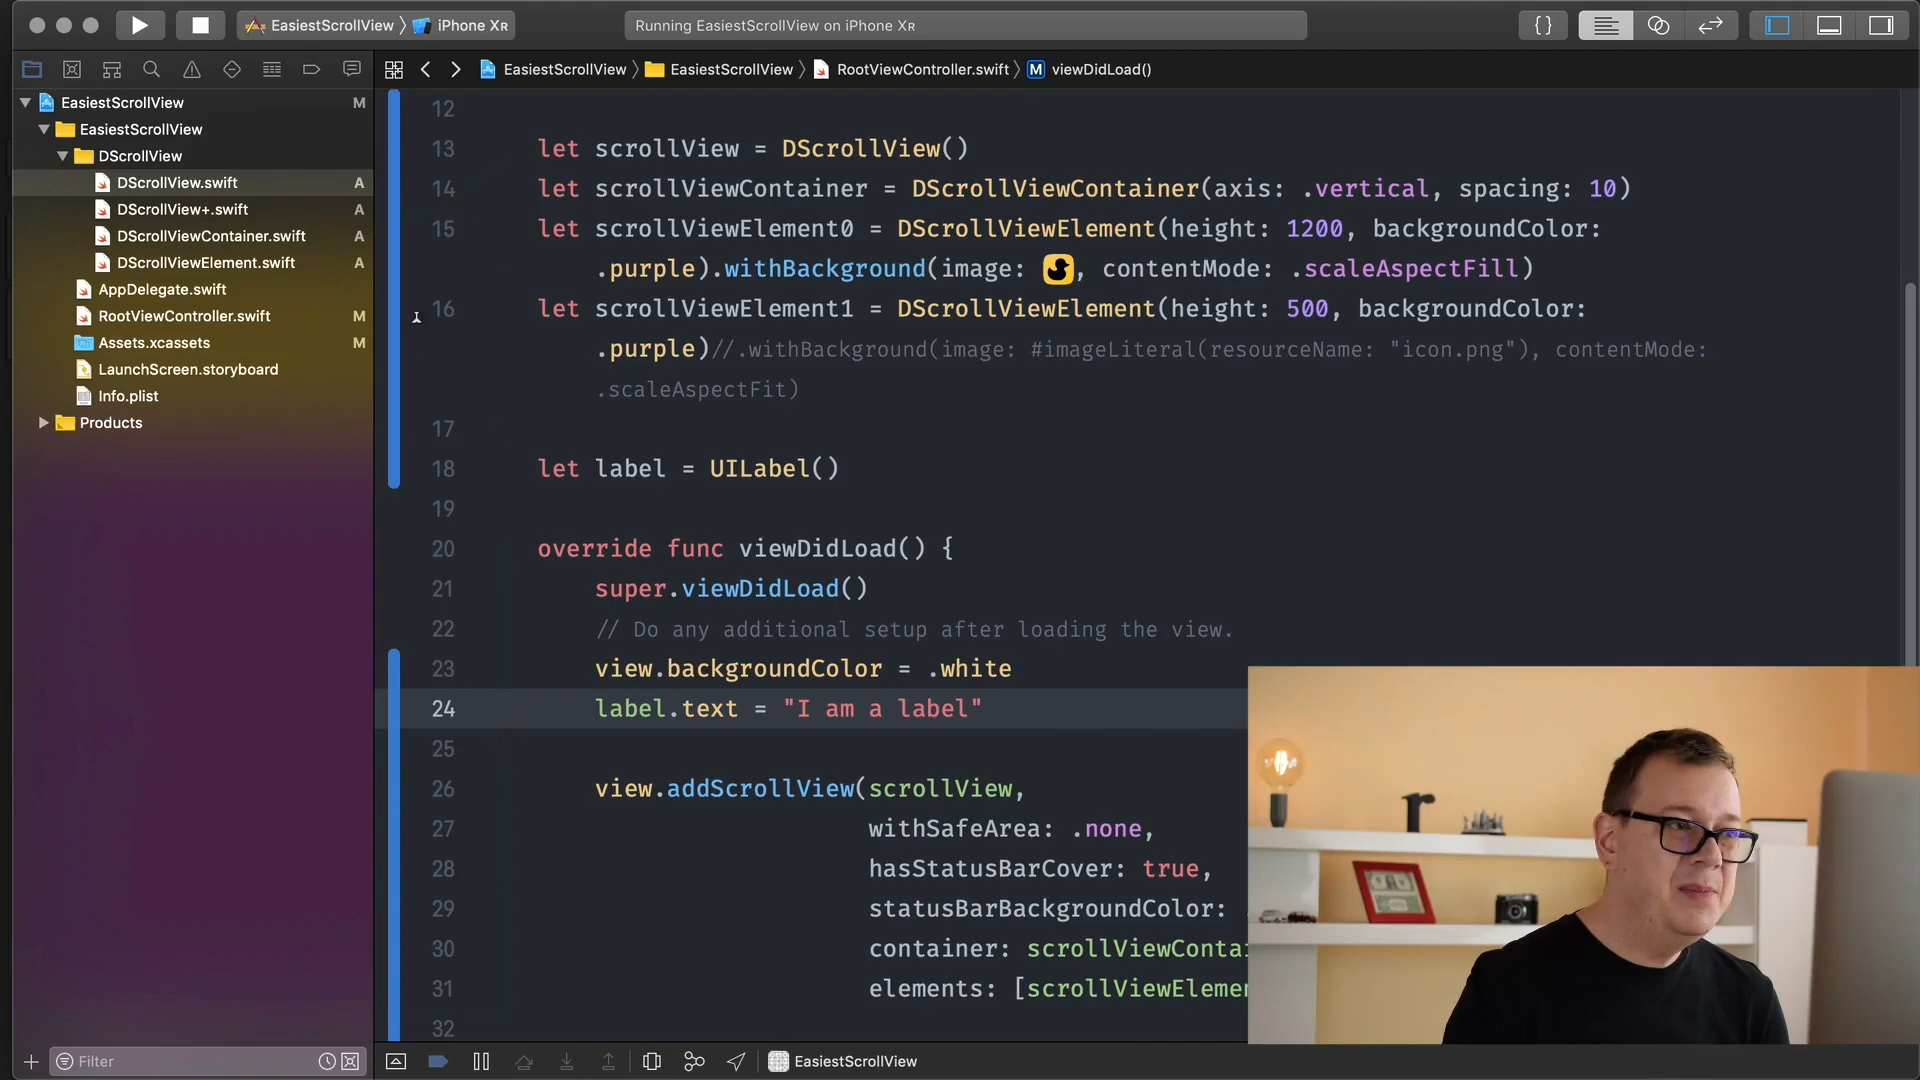 EasiestScrollView
iPhone XR
Running EasiestScrollView on iPhone XR
{ }
EasiestScrollView
EasiestScrollView
RootViewController.swift
M
viewDidLoad()
EasiestScrollView M
EasiestScrollView
DScrollView
DScrollView.swift A
DScrollView+.swift A
DScrollViewContainer.swift A
DScrollViewElement.swift A
AppDelegate.swift
RootViewController.swift M
Assets.xcassets M
LaunchScreen.storyboard
Info.plist
Products
Filter
12
13 let scrollView = DScrollView()
14 let scrollViewContainer = DScrollViewContainer(axis: .vertical, spacing: 10)
15 let scrollViewElement0 = DScrollViewElement(height: 1200, backgroundColor:
.purple).withBackground(image: , contentMode: .scaleAspectFill)
16 let scrollViewElement1 = DScrollViewElement(height: 500, backgroundColor:
.purple)//.withBackground(image: #imageLiteral(resourceName: "icon.png"), contentMode:
.scaleAspectFit)
17
18 let label = UILabel()
19
20 override func viewDidLoad() {
21 super.viewDidLoad()
22 // Do any additional setup after loading the view.
23 view.backgroundColor = .white
24 label.text = "I am a label"
25
26 view.addScrollView(scrollView,
27 withSafeArea: .none,
28 hasStatusBarCover: true,
29 statusBarBackgroundColor:
30 container: scrollViewContai
31 elements: [scrollViewElemen
32
EasiestScrollView